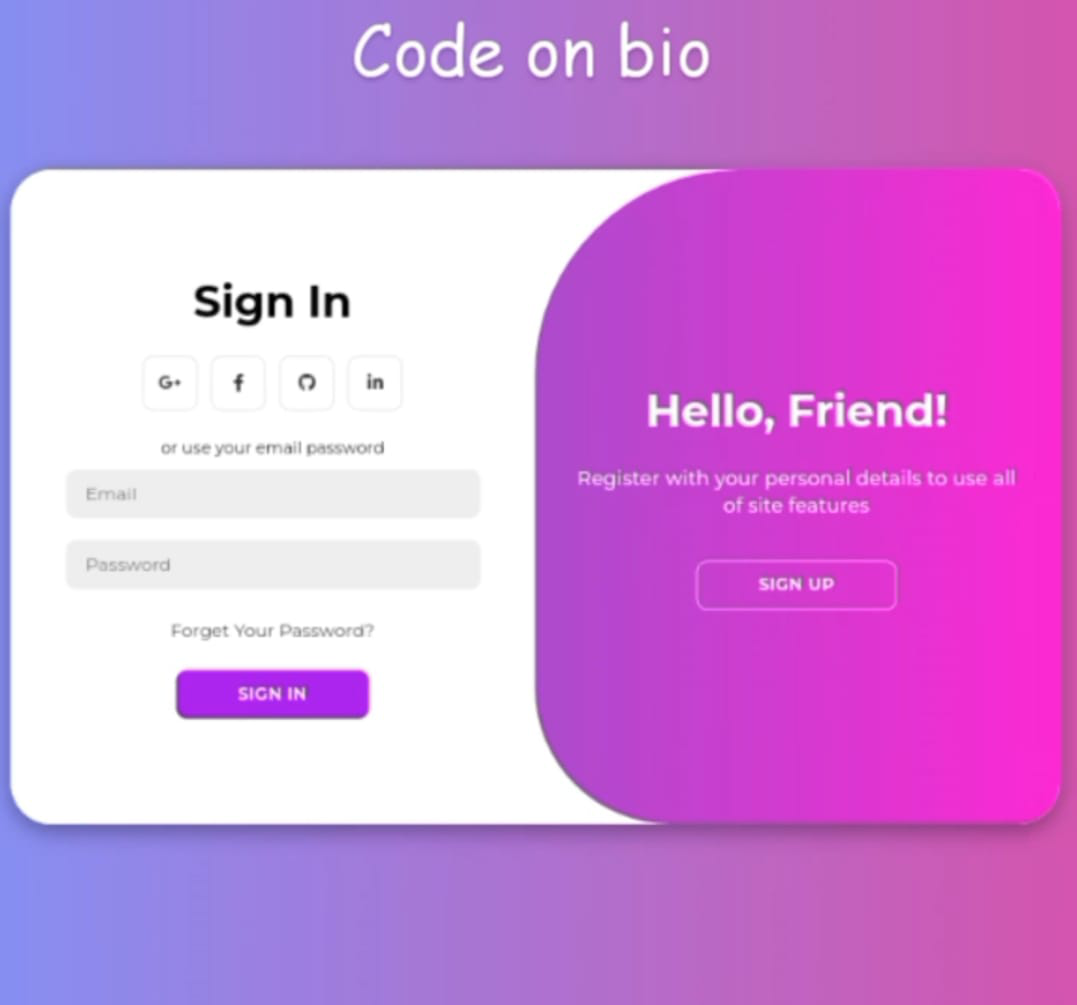 Code on bio
Sign In
G+ f in
or use your email password
Email
Password
Forget Your Password?
SIGN IN
Hello, Friend!
Register with your personal details to use all
of site features
SIGN UP